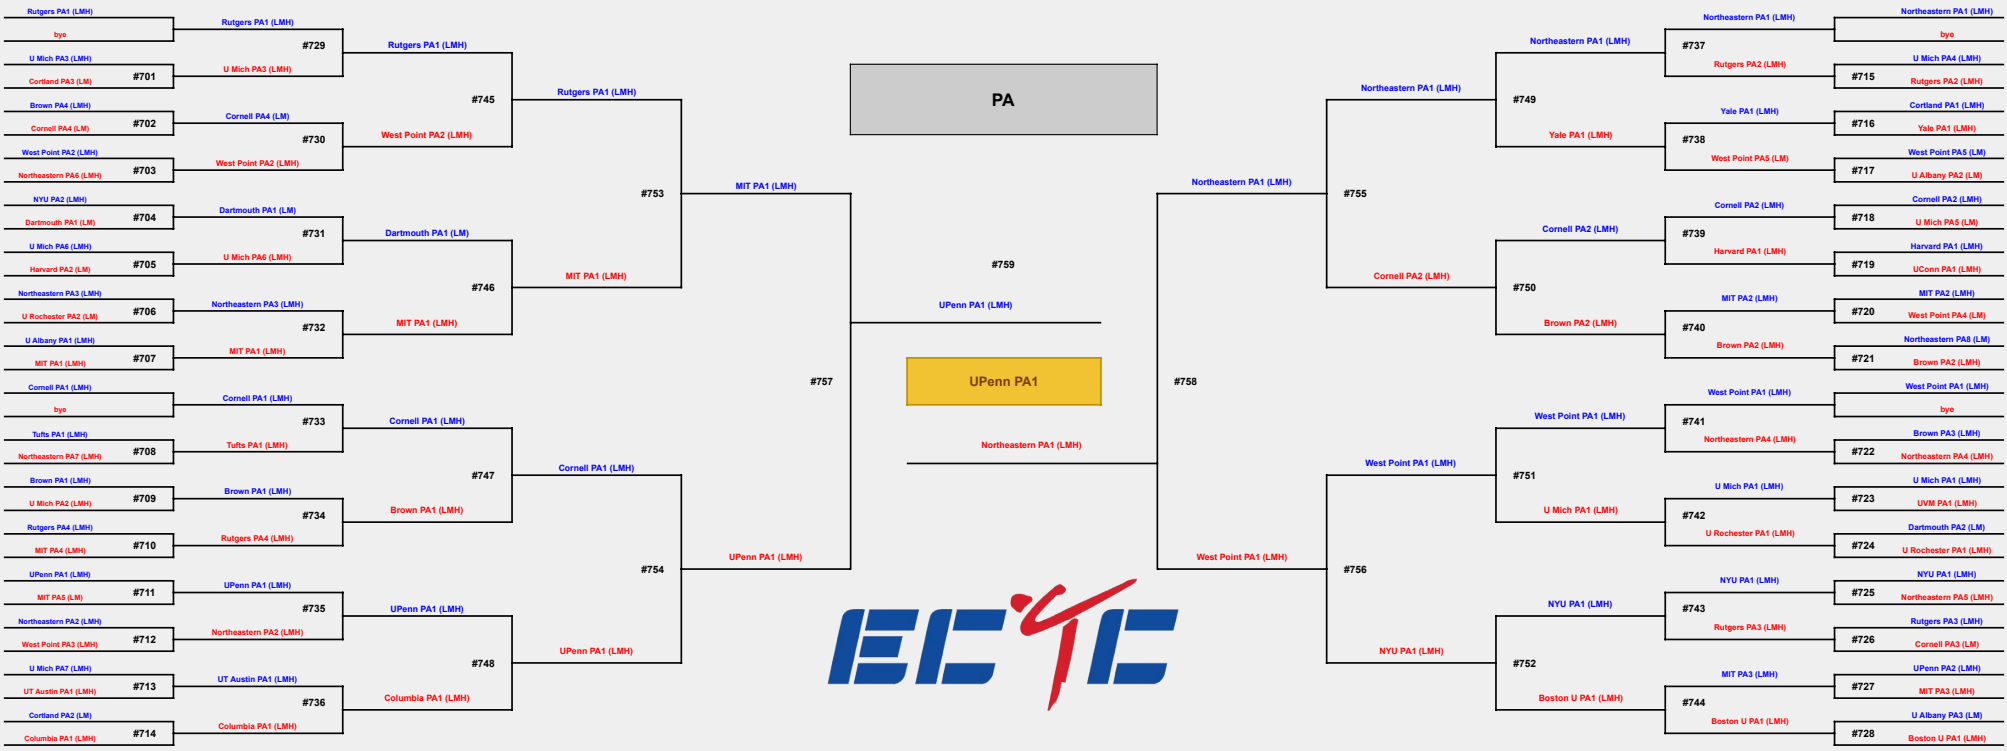 Rutgers PA1 (LMH)
bye
U Mich PA3 (LMH)
#701
Cortland PA3 (LM)
Brown PA4 (LMH)
#702
Cornell PA4 (LM)
West Point PA2 (LMH)
#703
Northeastern PA6 (LMH)
NYU PA2 (LMH)
#704
Dartmouth PA1 (LM)
U Mich PA6 (LMH)
#705
Harvard PA2 (LM)
Northeastern PA3 (LMH)
#706
U Rochester PA2 (LM)
U Albany PA1 (LMH)
#707
MIT PA1 (LMH)
Cornell PA1 (LMH)
bye
Tufts PA1 (LMH)
#708
Northeastern PA7 (LMH)
Brown PA1 (LMH)
#709
U Mich PA2 (LMH)
Rutgers PA4 (LMH)
#710
MIT PA4 (LMH)
UPenn PA1 (LMH)
#711
MIT PA5 (LM)
Northeastern PA2 (LMH)
#712
West Point PA3 (LMH)
U Mich PA7 (LMH)
#713
UT Austin PA1 (LMH)
Cortland PA2 (LM)
#714
Columbia PA1 (LMH)
Rutgers PA1 (LMH)
#729
U Mich PA3 (LMH)
Cornell PA4 (LM)
#730
West Point PA2 (LMH)
Dartmouth PA1 (LM)
#731
U Mich PA6 (LMH)
Northeastern PA3 (LMH)
#732
MIT PA1 (LMH)
Cornell PA1 (LMH)
#733
Tufts PA1 (LMH)
Brown PA1 (LMH)
#734
Rutgers PA4 (LMH)
UPenn PA1 (LMH)
#735
Northeastern PA2 (LMH)
UT Austin PA1 (LMH)
#736
Columbia PA1 (LMH)
Rutgers PA1 (LMH)
#745
West Point PA2 (LMH)
Dartmouth PA1 (LM)
#746
MIT PA1 (LMH)
Cornell PA1 (LMH)
#747
Brown PA1 (LMH)
UPenn PA1 (LMH)
#748
Columbia PA1 (LMH)
Rutgers PA1 (LMH)
#753
MIT PA1 (LMH)
Cornell PA1 (LMH)
#754
UPenn PA1 (LMH)
MIT PA1 (LMH)
#757
UPenn PA1 (LMH)
PA
#759
UPenn PA1 (LMH)
UPenn PA1
Northeastern PA1 (LMH)
ECTC
Northeastern PA1 (LMH)
#758
West Point PA1 (LMH)
Northeastern PA1 (LMH)
#755
Cornell PA2 (LMH)
West Point PA1 (LMH)
#756
NYU PA1 (LMH)
Northeastern PA1 (LMH)
#749
Yale PA1 (LMH)
Cornell PA2 (LMH)
#750
Brown PA2 (LMH)
West Point PA1 (LMH)
#751
U Mich PA1 (LMH)
NYU PA1 (LMH)
#752
Boston U PA1 (LMH)
Northeastern PA1 (LMH)
#737
Rutgers PA2 (LMH)
Yale PA1 (LMH)
#738
West Point PA5 (LM)
Cornell PA2 (LMH)
#739
Harvard PA1 (LMH)
MIT PA2 (LMH)
#740
Brown PA2 (LMH)
West Point PA1 (LMH)
#741
Northeastern PA4 (LMH)
U Mich PA1 (LMH)
#742
U Rochester PA1 (LMH)
NYU PA1 (LMH)
#743
Rutgers PA3 (LMH)
MIT PA3 (LMH)
#744
Boston U PA1 (LMH)
Northeastern PA1 (LMH)
bye
U Mich PA4 (LMH)
#715
Rutgers PA2 (LMH)
Cortland PA1 (LMH)
#716
Yale PA1 (LMH)
West Point PA5 (LM)
#717
U Albany PA2 (LM)
Cornell PA2 (LMH)
#718
U Mich PA5 (LM)
Harvard PA1 (LMH)
#719
UConn PA1 (LMH)
MIT PA2 (LMH)
#720
West Point PA4 (LM)
Northeastern PA8 (LM)
#721
Brown PA2 (LMH)
West Point PA1 (LMH)
bye
Brown PA3 (LMH)
#722
Northeastern PA4 (LMH)
U Mich PA1 (LMH)
#723
UVM PA1 (LMH)
Dartmouth PA2 (LM)
#724
U Rochester PA1 (LMH)
NYU PA1 (LMH)
#725
Northeastern PA5 (LMH)
Rutgers PA3 (LMH)
#726
Cornell PA3 (LM)
UPenn PA2 (LMH)
#727
MIT PA3 (LMH)
U Albany PA3 (LM)
#728
Boston U PA1 (LMH)